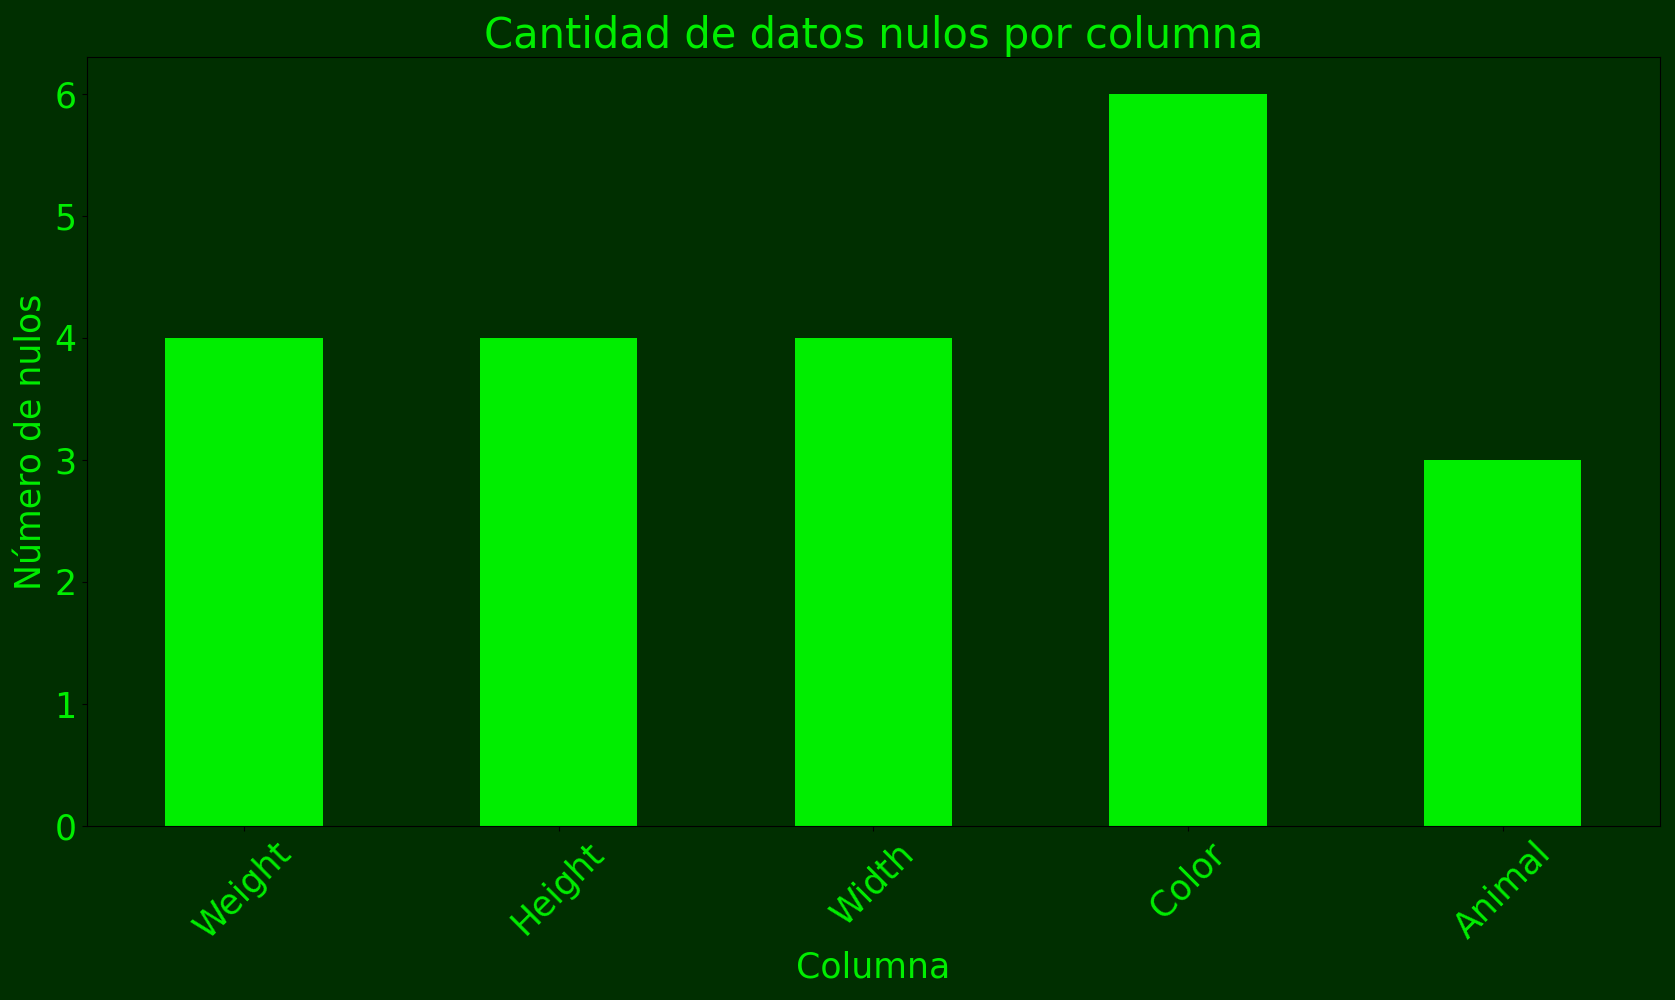 Cantidad de datos nulos por columna
Número de nulos
6
5
4
3
2
1
0
Weight
Height
Width
Color
Animal
Columna